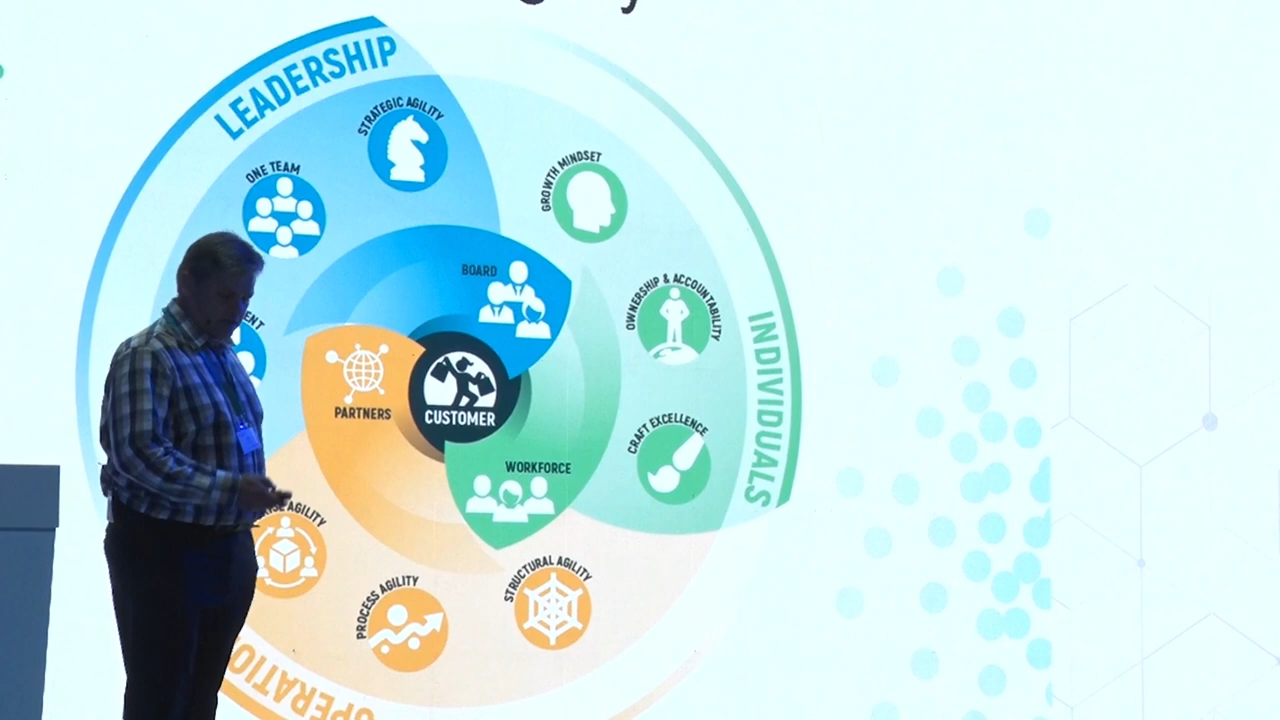 LEADERSHIP
STRATEGIC AGILITY
ONE TEAM
GROWTH MINDSET
BOARD
OWNERSHIP & ACCOUNTABILITY
INDIVIDUALS
PARTNERS
CUSTOMER
CRAFT EXCELLENCE
WORKFORCE
AGILITY
STRUCTURAL AGILITY
PROCESS AGILITY